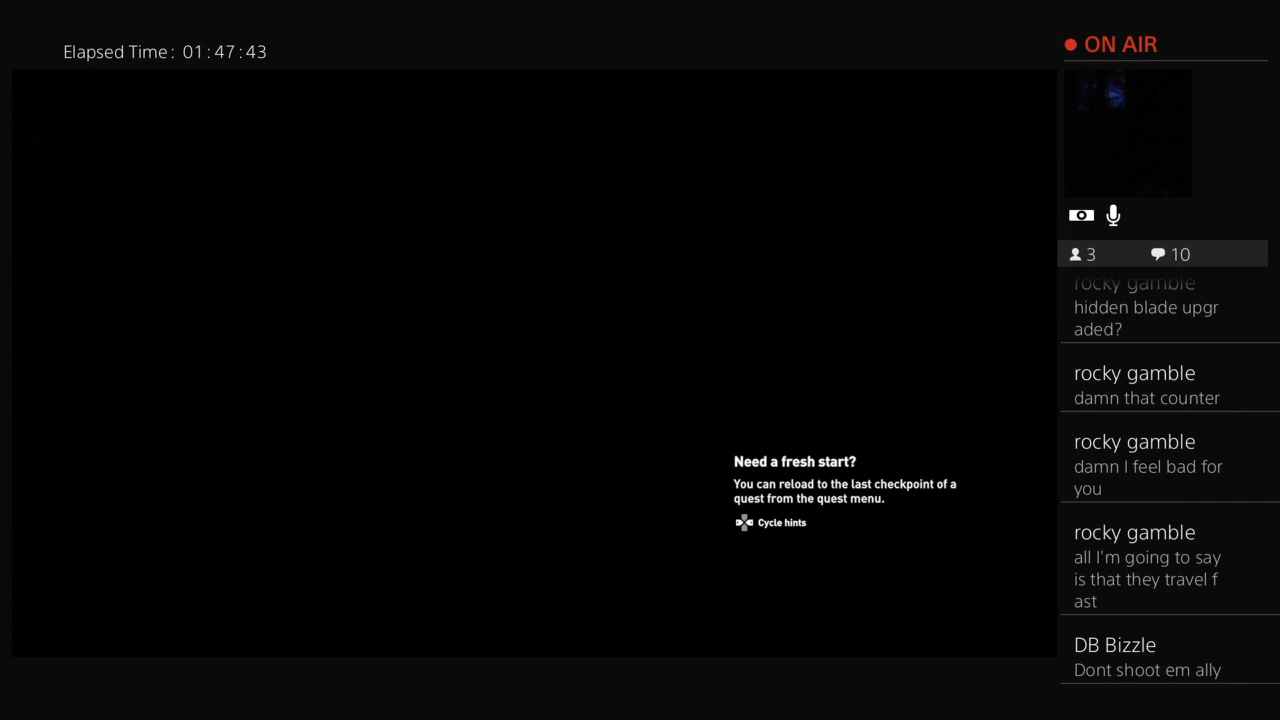 Elapsed Time: 01:47:43
ON AIR
3 10
rocky gamble
hidden blade upgr
aded?
rocky gamble
damn that counter
rocky gamble
damn I feel bad for
you
rocky gamble
all I'm going to say
is that they travel f
ast
DB Bizzle
Dont shoot em ally
Need a fresh start?
You can reload to the last checkpoint of a
quest from the quest menu.
Cycle hints